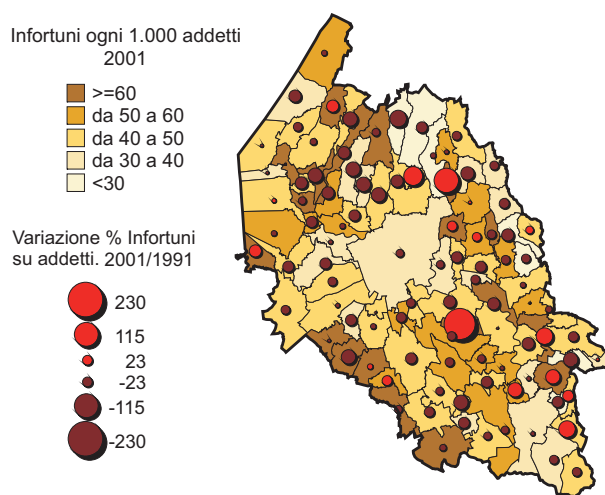 Infortuni ogni 1.000 addetti
2001
>=60
da 50 a 60
da 40 a 50
da 30 a 40
<30
Variazione % Infortuni
su addetti. 2001/1991
230
115
23
-23
-115
-230